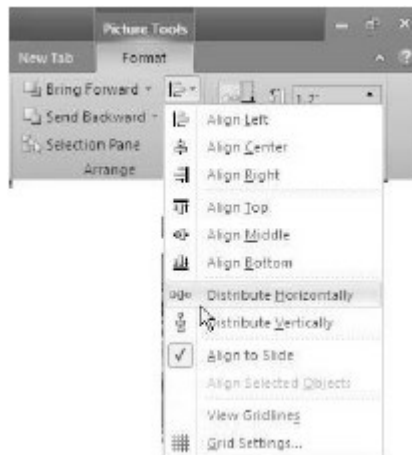 Picture Tools
New Tab Format
Bring Forward
Send Backward
Selection Pane
Arrange
Align Left
Align Center
Align Right
Align Top
Align Middle
Align Bottom
Distribute Horizontally
Distribute Vertically
Align to Slide
Align Selected Objects
View Gridlines
Grid Settings...